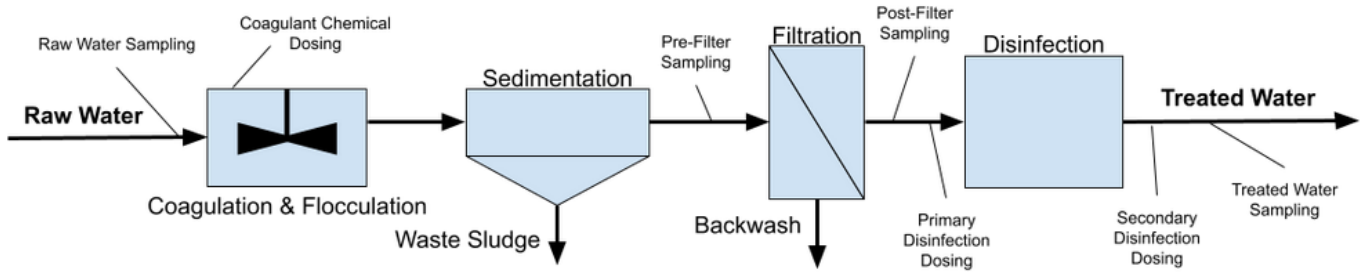 Raw Water Sampling
Raw Water
Coagulant Chemical
Dosing
Coagulation & Flocculation
Sedimentation
Waste Sludge
Pre-Filter
Sampling
Filtration
Backwash
Post-Filter
Sampling
Primary
Disinfection
Dosing
Disinfection
Treated Water
Secondary
Disinfection
Dosing
Treated Water
Sampling